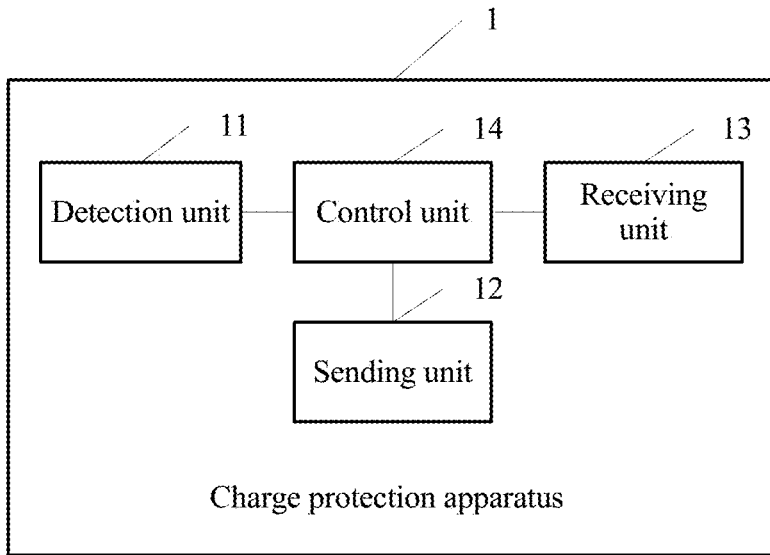 1
11
14
13
Detection unit
Control unit
Receiving
unit
12
Sending unit
Charge protection apparatus